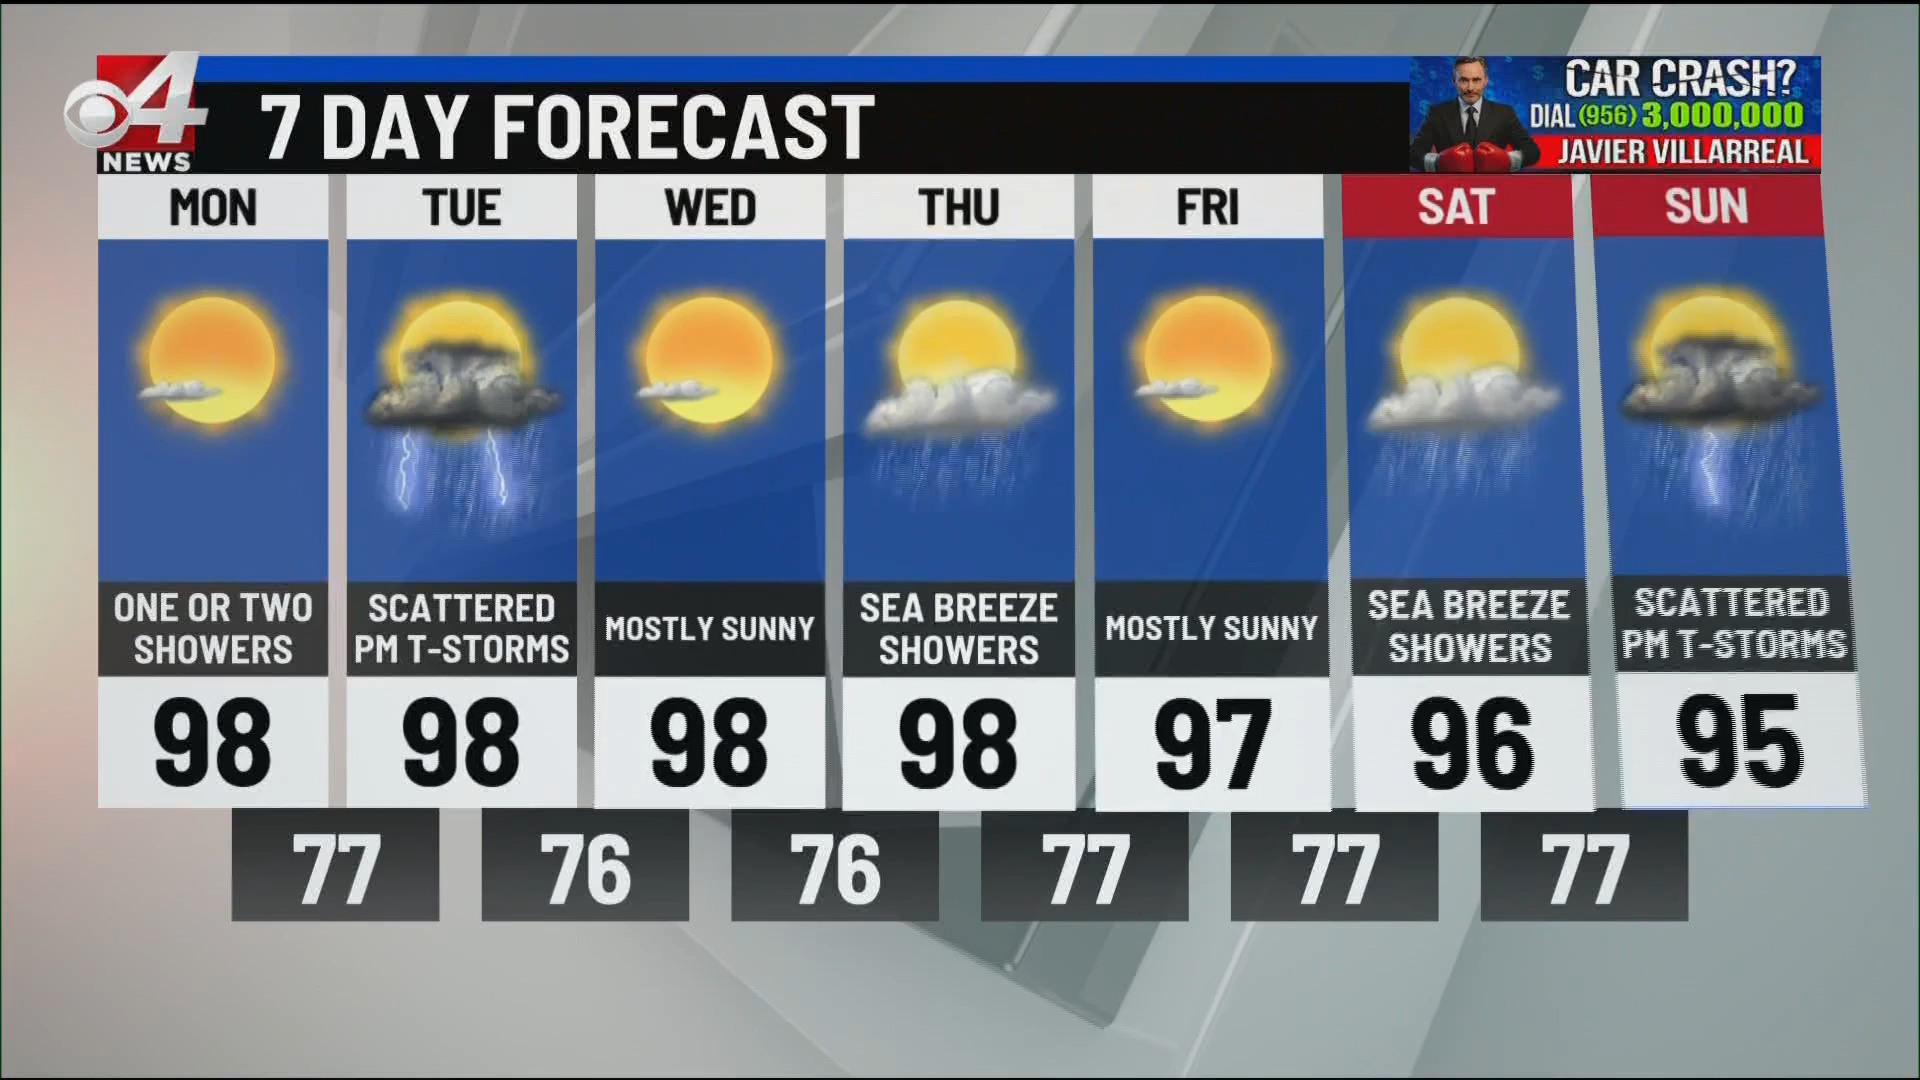 4
NEWS
7 DAY FORECAST
CAR CRASH?
DIAL (956) 3,000,000
JAVIER VILLARREAL
MON
TUE
WED
THU
FRI
SAT
SUN
ONE OR TWO
SHOWERS
SCATTERED
PM T-STORMS
MOSTLY SUNNY
SEA BREEZE
SHOWERS
MOSTLY SUNNY
SEA BREEZE
SHOWERS
SCATTERED
PM T-STORMS
98
98
98
98
97
96
95
77
76
76
77
77
77